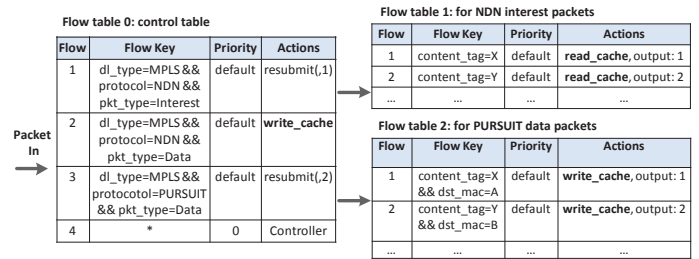 Flow table 0: control table
Flow Flow Key Priority Actions
1 dl_type=MPLS && protocol=NDN && pkt_type=Interest default resubmit(,1)
2 dl_type=MPLS && protocol=NDN && pkt_type=Data default write_cache
3 dl_type=MPLS && protocotol=PURSUIT && pkt_type=Data default resubmit(,2)
4 * 0 Controller
Packet
In
Flow table 1: for NDN interest packets
Flow Flow Key Priority Actions
1 content_tag=X default read_cache, output: 1
2 content_tag=Y default read_cache, output: 2
... ... ... ...
Flow table 2: for PURSUIT data packets
Flow Flow Key Priority Actions
1 content_tag=X && dst_mac=A default write_cache, output: 1
2 content_tag=Y && dst_mac=B default write_cache, output: 2
... ... ... ...